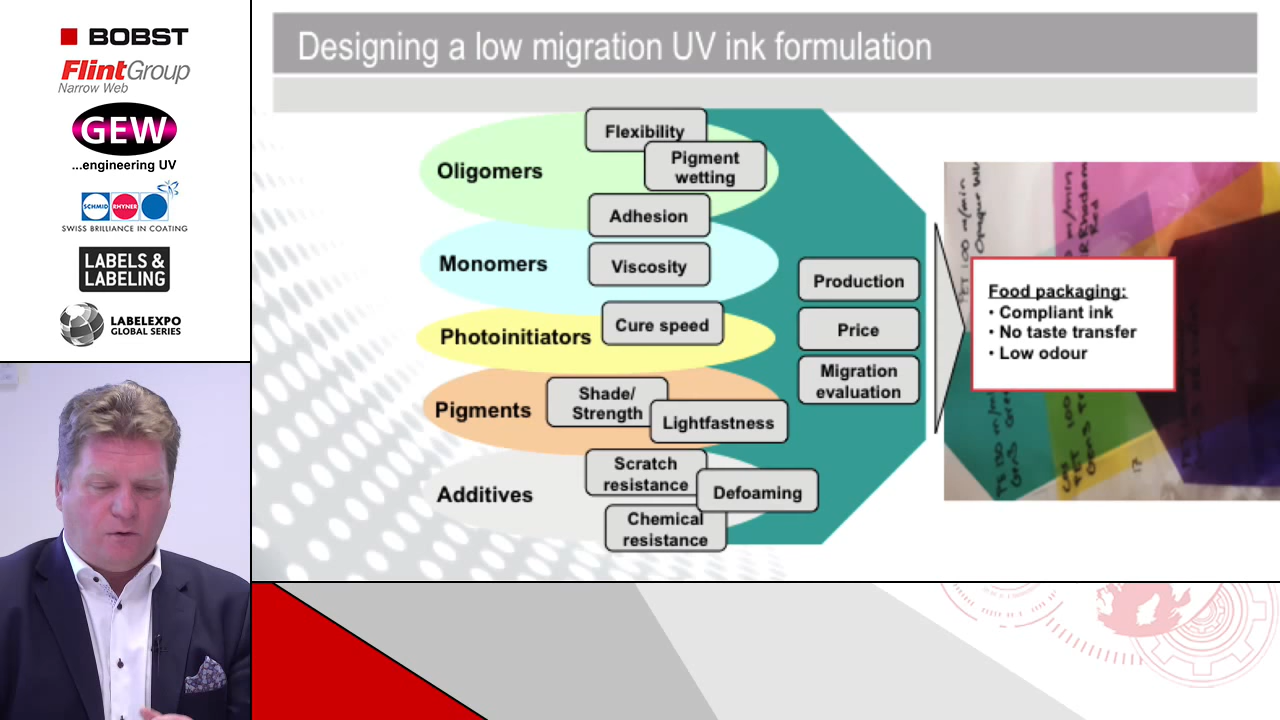 BOBST
FlintGroup
Narrow Web
GEW
...engineering UV
SCHMID RHYNER
SWISS BRILLIANCE IN COATING
LABELS &
LABELING
LABELEXPO
GLOBAL SERIES
Designing a low migration UV ink formulation
Oligomers
Flexibility
Pigment
wetting
Adhesion
Monomers
Viscosity
Photoinitiators
Cure speed
Pigments
Shade/
Strength
Lightfastness
Additives
Scratch
resistance
Defoaming
Chemical
resistance
Production
Price
Migration
evaluation
Food packaging:
• Compliant ink
• No taste transfer
• Low odour